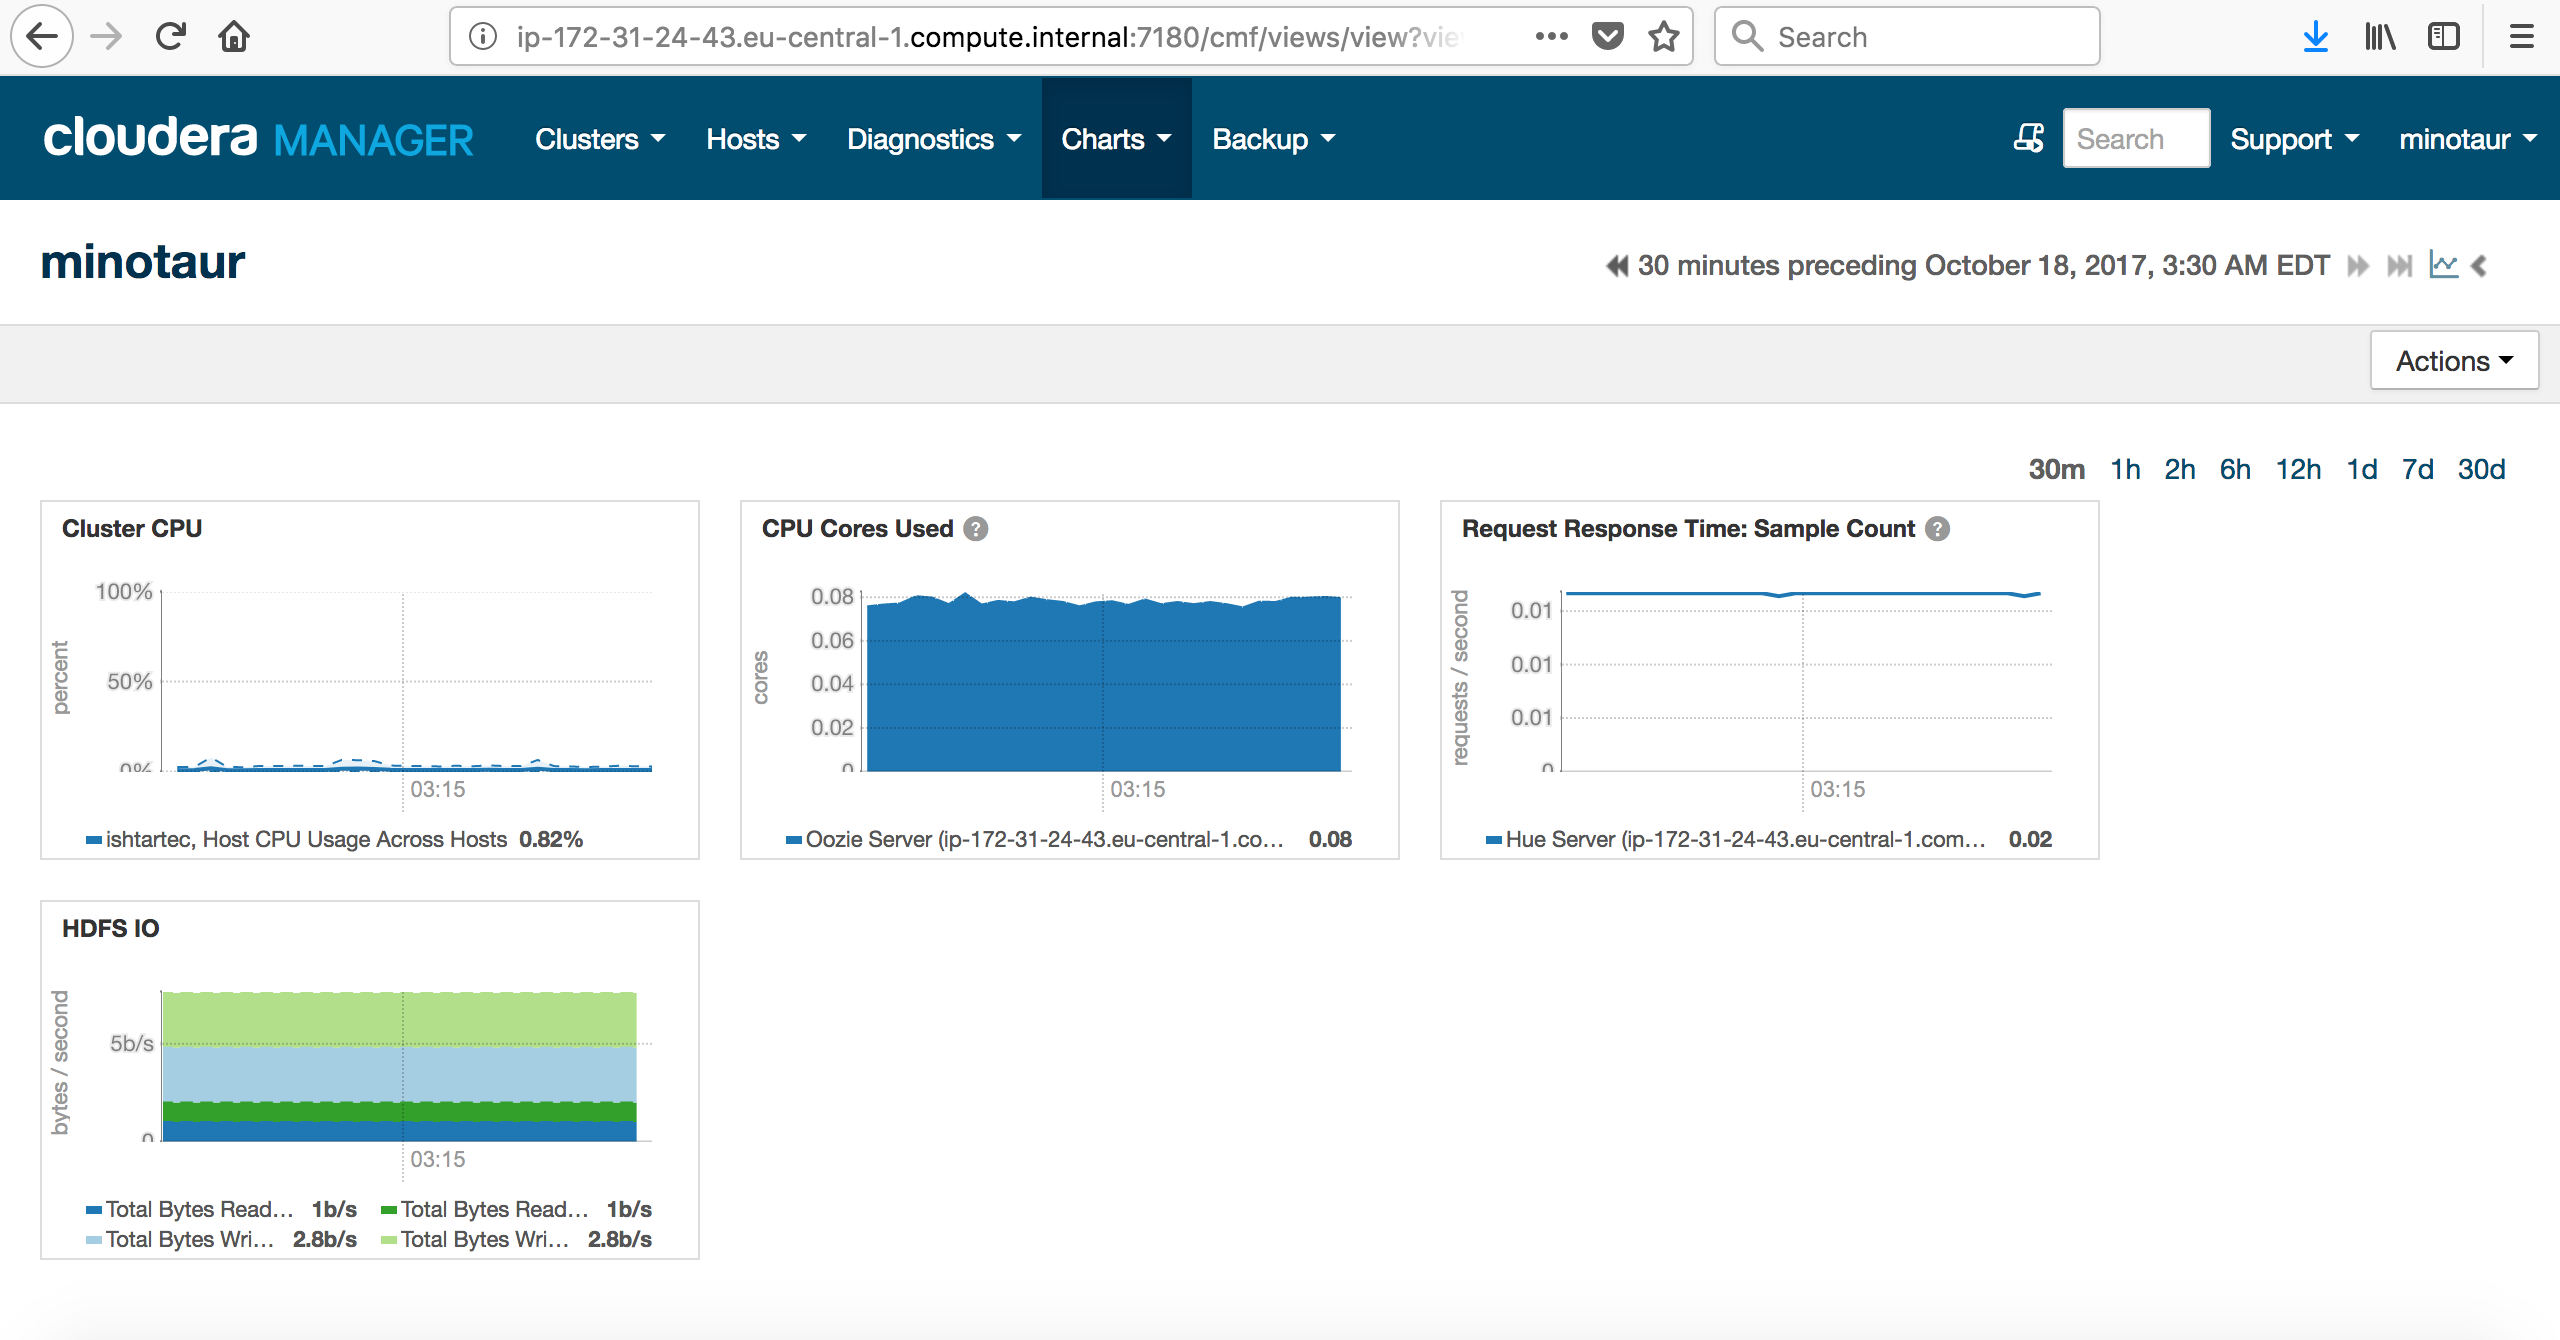 ip-172-31-24-43.eu-central-1.compute.internal:7180/cmf/views/view?vie
Search
cloudera MANAGER
Clusters
Hosts
Diagnostics
Charts
Backup
Search
Support
minotaur
minotaur
30 minutes preceding October 18, 2017, 3:30 AM EDT
Actions
30m 1h 2h 6h 12h 1d 7d 30d
Cluster CPU
percent
100%
50%
0%
03:15
ishtartec, Host CPU Usage Across Hosts 0.82%
CPU Cores Used ?
cores
0.08
0.06
0.04
0.02
0
03:15
Oozie Server (ip-172-31-24-43.eu-central-1.co... 0.08
Request Response Time: Sample Count ?
requests / second
0.01
0.01
0.01
0
03:15
Hue Server (ip-172-31-24-43.eu-central-1.com... 0.02
HDFS IO
bytes / second
5b/s
0
03:15
Total Bytes Read... 1b/s Total Bytes Read... 1b/s
Total Bytes Wri... 2.8b/s Total Bytes Wri... 2.8b/s